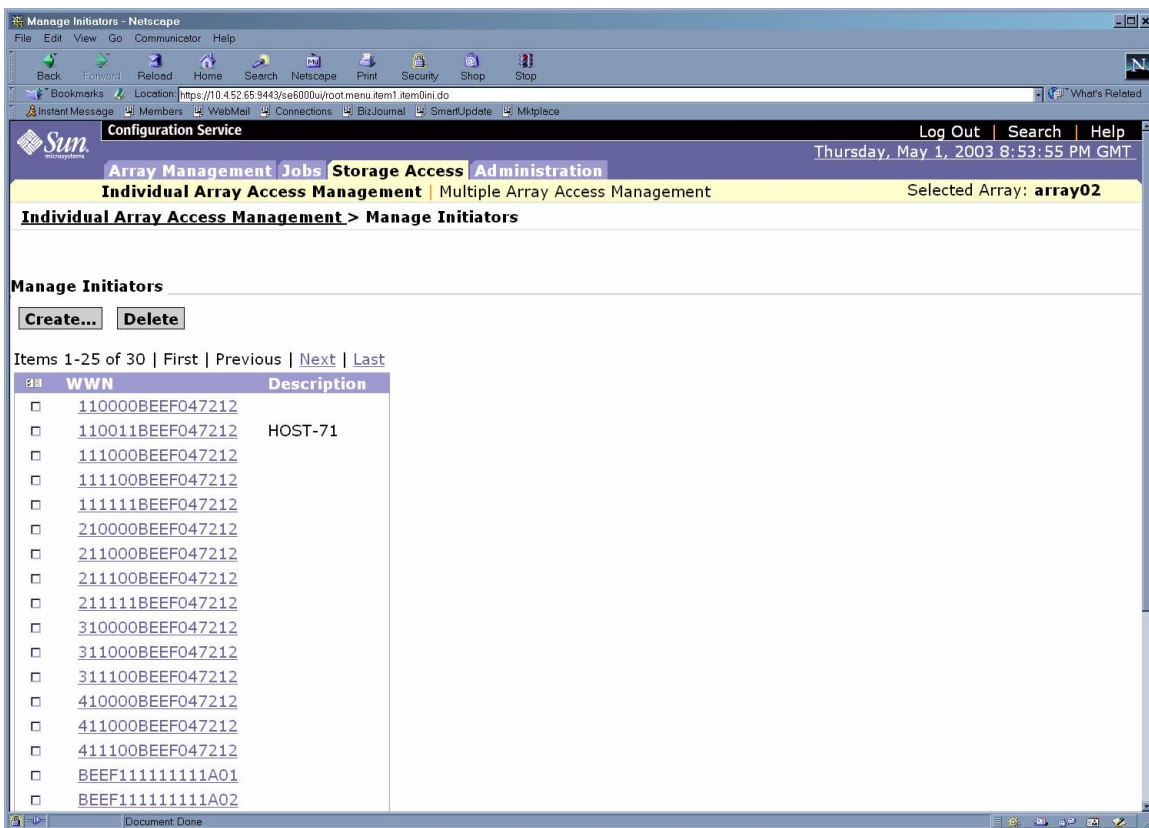 Manage Initiators - Netscape
File Edit View Go Communicator Help
Back Forward Reload Home Search Netscape Print Security Shop Stop
N
Bookmarks Location: https://10.4.52.65:9443/se6000ui/root.menu.item1.item0ini.do What's Related
Instant Message Members WebMail Connections BizJournal SmartUpdate Mktplace
Sun microsystems
Configuration Service
Log Out | Search | Help
Thursday, May 1, 2003 8:53:55 PM GMT
Array Management Jobs Storage Access Administration
Individual Array Access Management | Multiple Array Access Management Selected Array: array02
Individual Array Access Management > Manage Initiators
Manage Initiators
Create... Delete
Items 1-25 of 30 | First | Previous | Next | Last
WWN Description
110000BEEF047212
110011BEEF047212 HOST-71
111000BEEF047212
111100BEEF047212
111111BEEF047212
210000BEEF047212
211000BEEF047212
211100BEEF047212
211111BEEF047212
310000BEEF047212
311000BEEF047212
311100BEEF047212
410000BEEF047212
411000BEEF047212
411100BEEF047212
BEEF111111111A01
BEEF111111111A02
Document Done